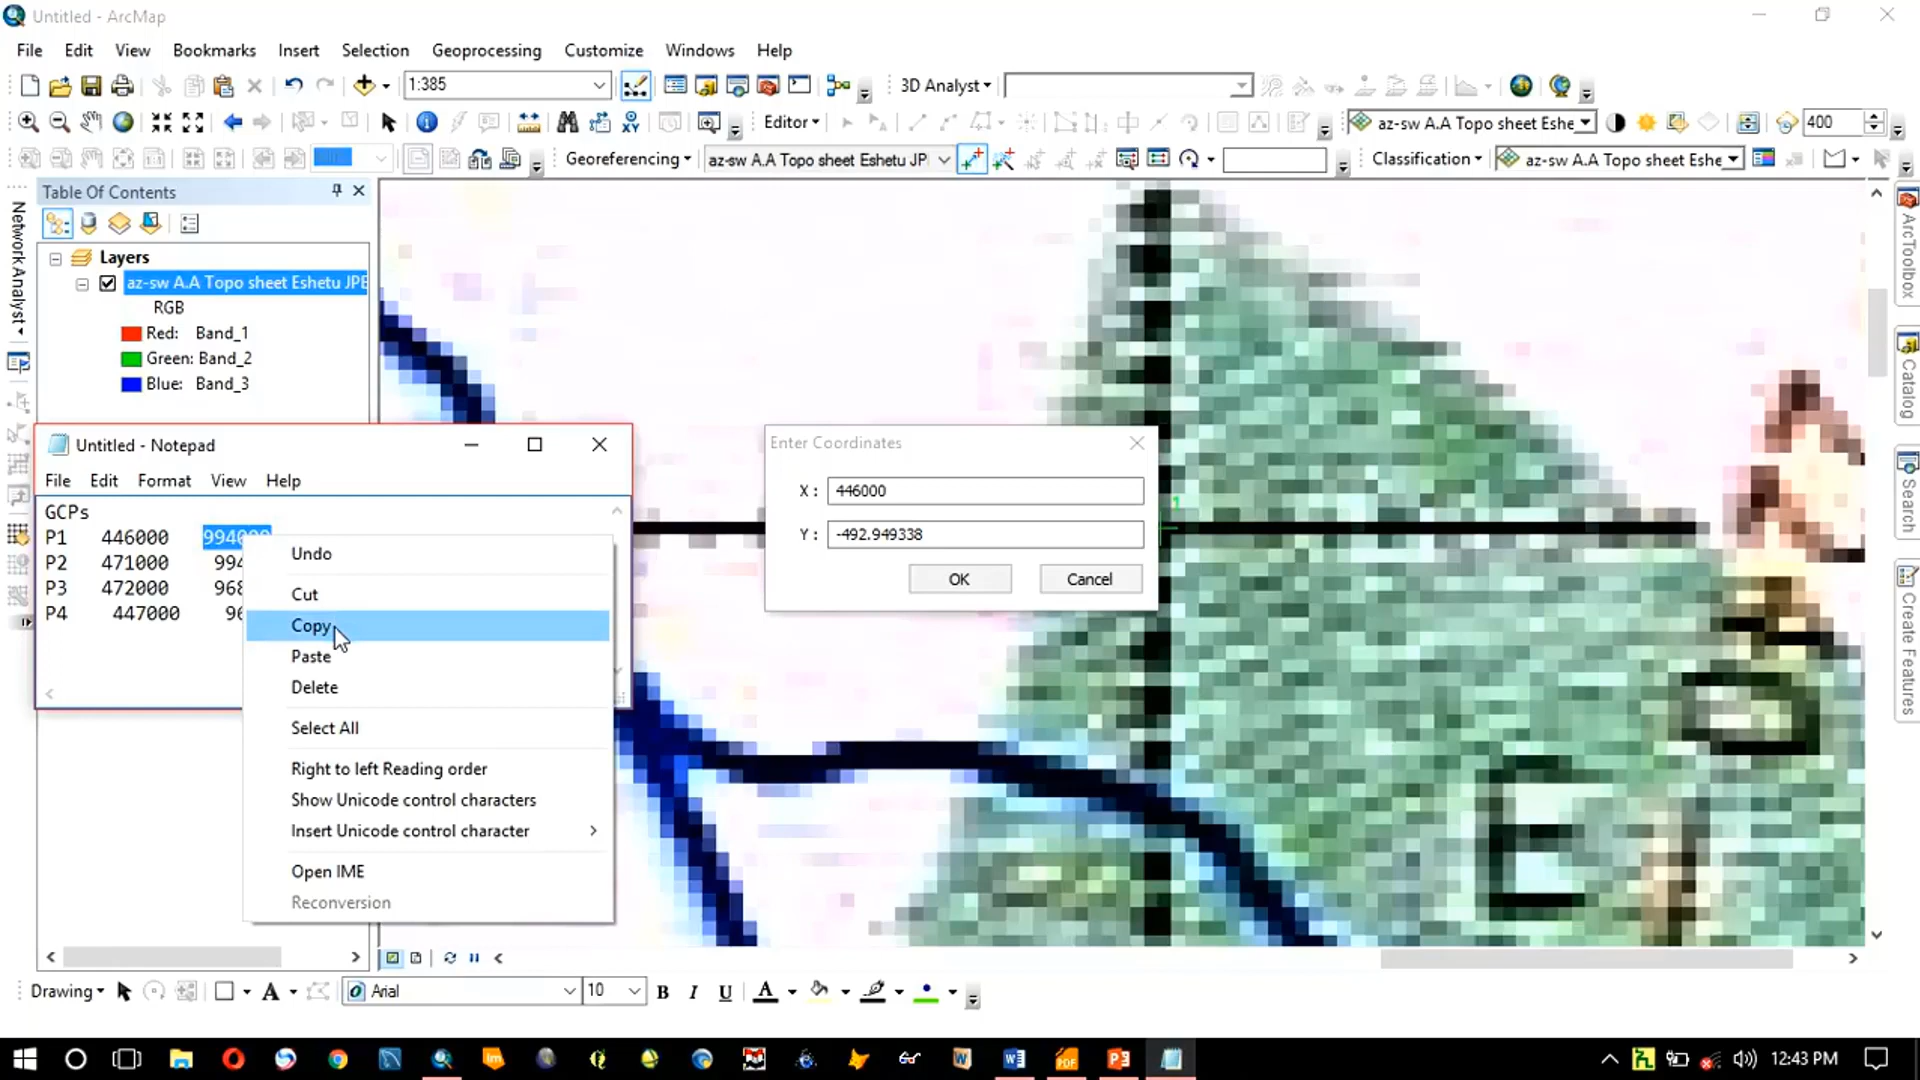 Untitled - ArcMap
File Edit View Bookmarks Insert Selection Geoprocessing Customize Windows Help
1:385
3D Analyst
Editor
az-sw A.A Topo sheet Eshe
400
Georeferencing
az-sw A.A Topo sheet Eshetu JP
Classification
az-sw A.A Topo sheet Eshe
Table Of Contents
Network Analyst
Layers
az-sw A.A Topo sheet Eshetu JPE
RGB
Red: Band_1
Green: Band_2
Blue: Band_3
ArcToolbox
Catalog
Search
Create Features
Untitled - Notepad
File Edit Format View Help
GCPs
P1 446000 994000
P2 471000 994
P3 472000 968
P4 447000 96
Undo
Cut
Copy
Paste
Delete
Select All
Right to left Reading order
Show Unicode control characters
Insert Unicode control character
Open IME
Reconversion
Enter Coordinates
X: 446000
Y: -492.949338
OK Cancel
1
E
Drawing
A
Arial
10
B I U A
12:43 PM